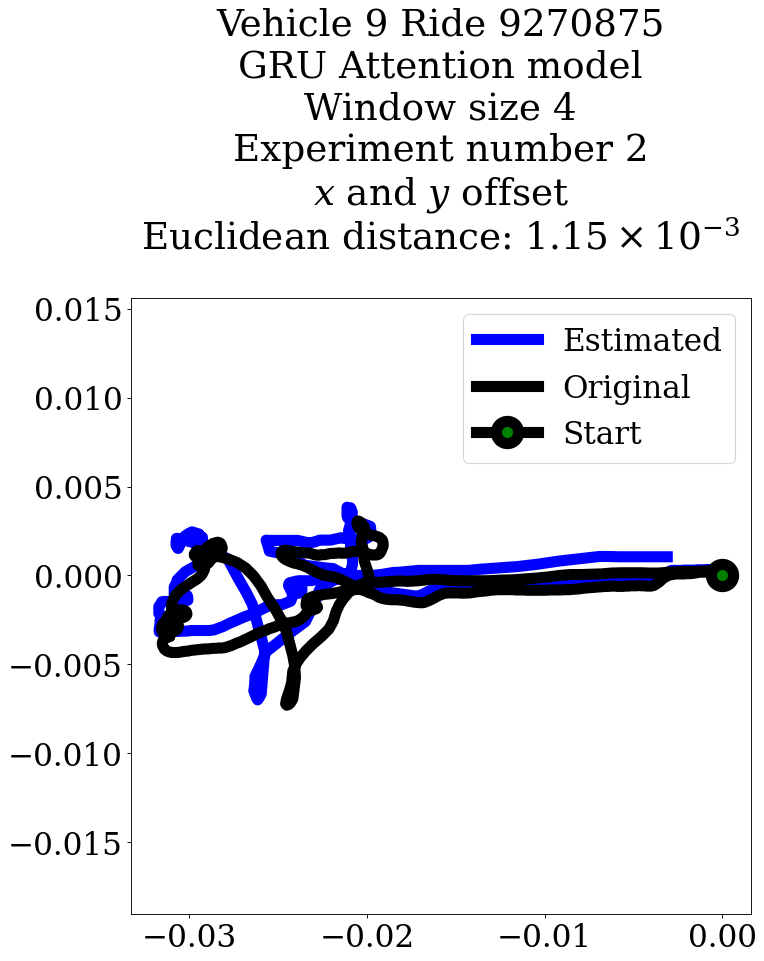 Vehicle 9 Ride 9270875
GRU Attention model
Window size 4
Experiment number 2
x and y offset
Euclidean distance: 1.15 × 10⁻³
Estimated
Original
Start
0.015
0.010
0.005
0.000
−0.005
−0.010
−0.015
−0.03 −0.02 −0.01 0.00